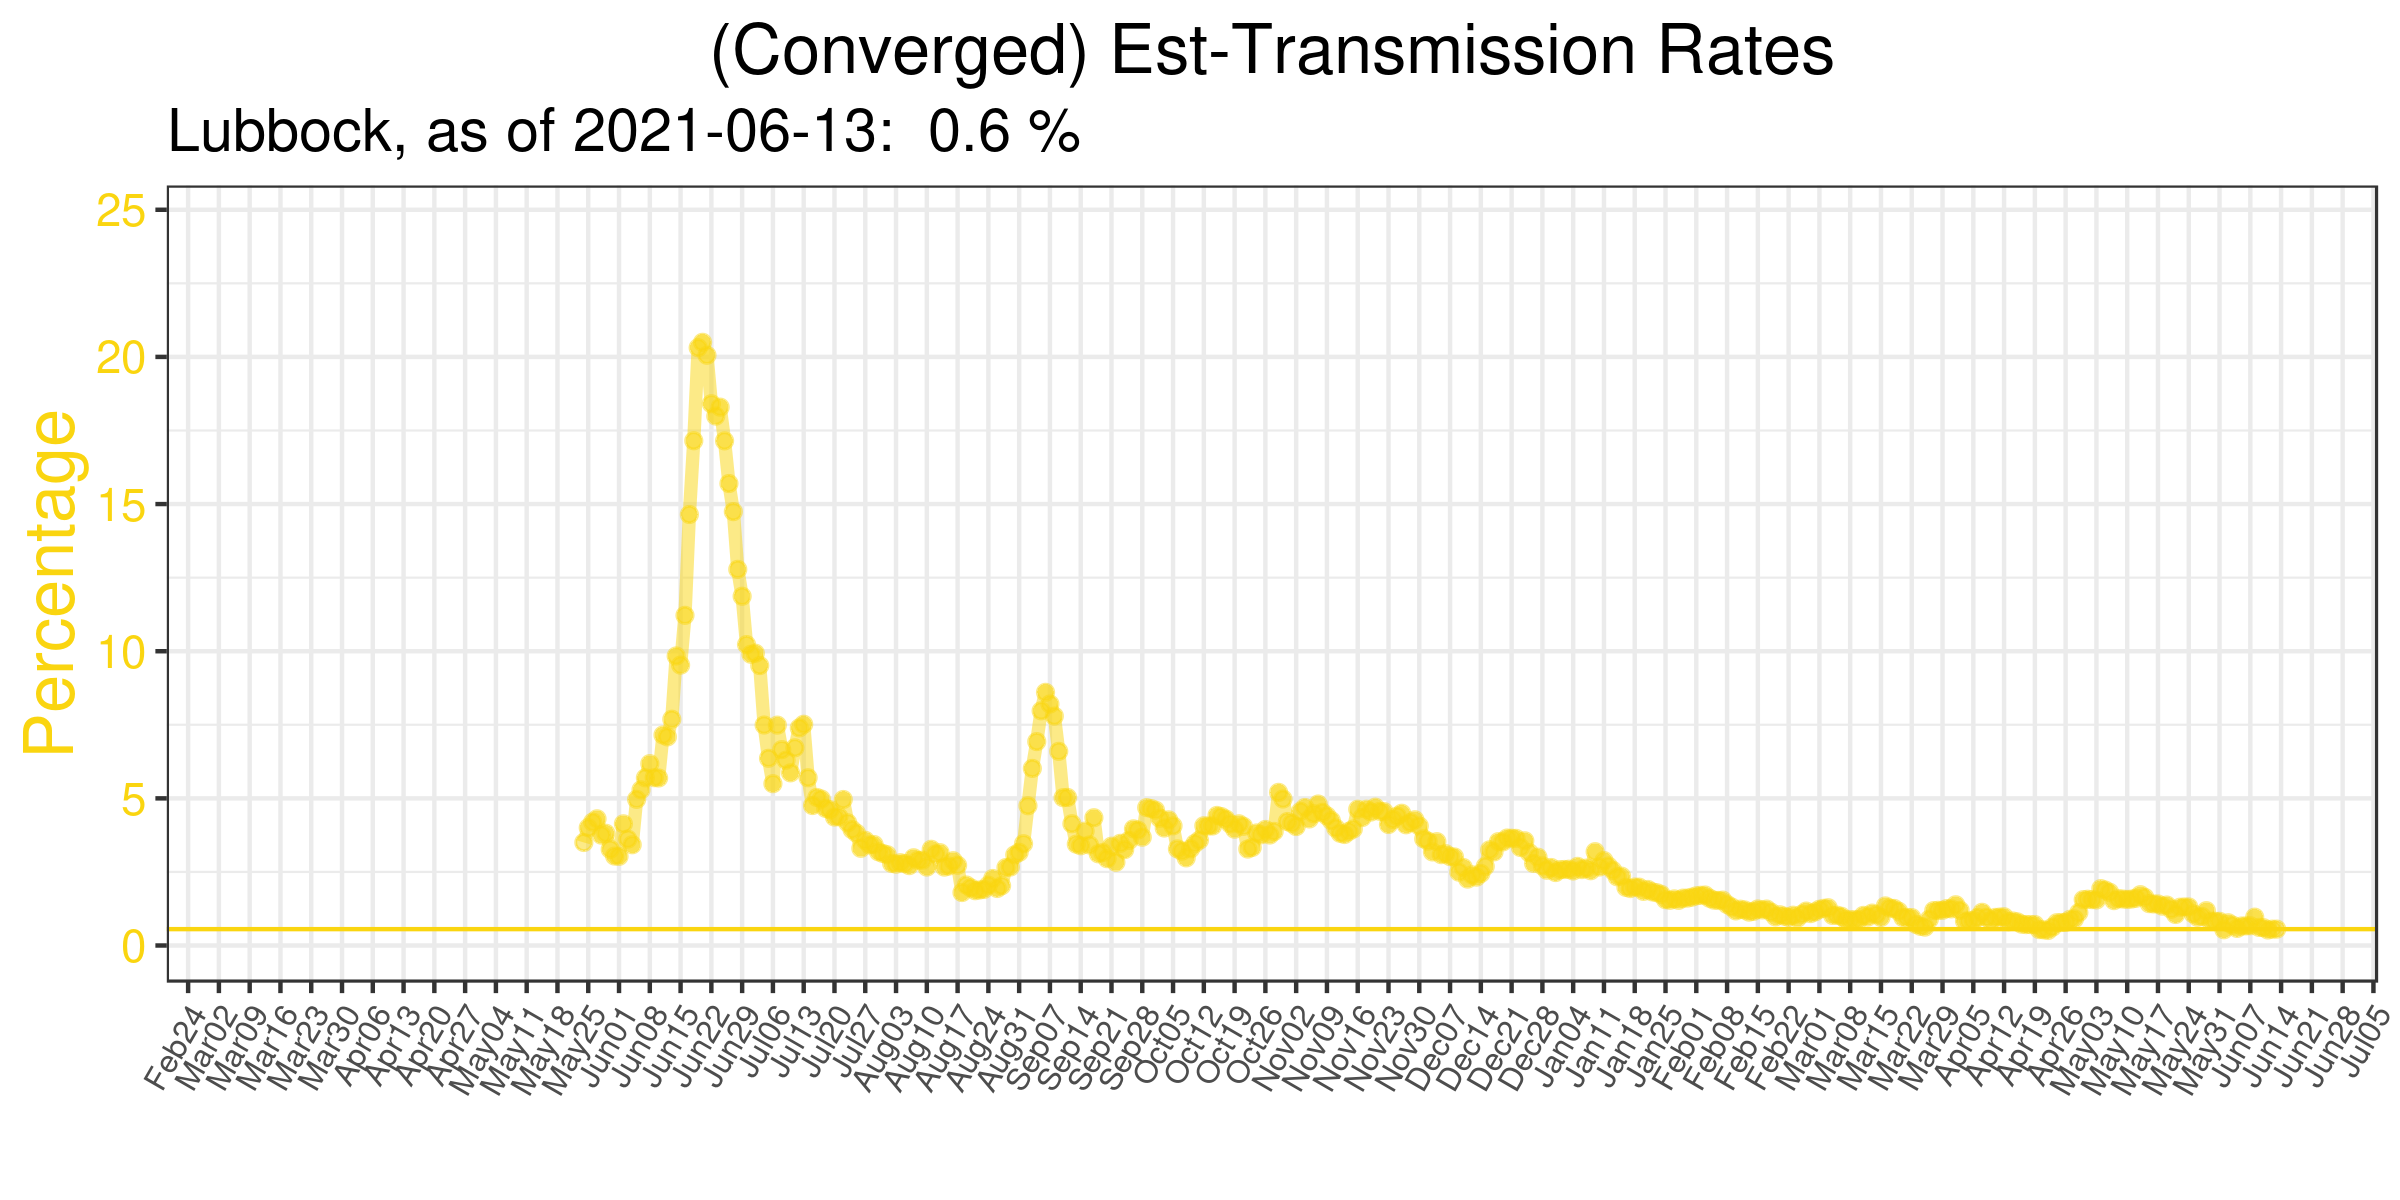 (Converged) Est-Transmission Rates
Lubbock, as of 2021-06-13:  0.6 %
Percentage
25
20
15
10
5
0
Feb24 Mar02 Mar09 Mar16 Mar23 Mar30 Apr06 Apr13 Apr20 Apr27 May04 May11 May18 May25 Jun01 Jun08 Jun15 Jun22 Jun29 Jul06 Jul13 Jul20 Jul27 Aug03 Aug10 Aug17 Aug24 Aug31 Sep07 Sep14 Sep21 Sep28 Oct05 Oct12 Oct19 Oct26 Nov02 Nov09 Nov16 Nov23 Nov30 Dec07 Dec14 Dec21 Dec28 Jan04 Jan11 Jan18 Jan25 Feb01 Feb08 Feb15 Feb22 Mar01 Mar08 Mar15 Mar22 Mar29 Apr05 Apr12 Apr19 Apr26 May03 May10 May17 May24 May31 Jun07 Jun14 Jun21 Jun28 Jul05